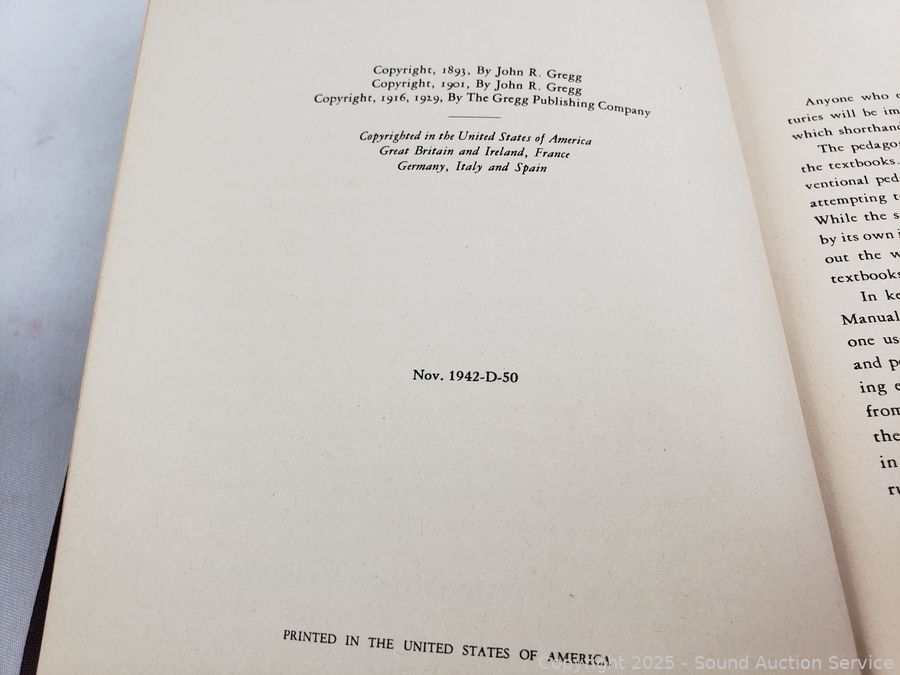 Copyright, 1893, By John R. Gregg
Copyright, 1901, By John R. Gregg
Copyright, 1916, 1929, By The Gregg Publishing Company
Copyrighted in the United States of America
Great Britain and Ireland, France
Germany, Italy and Spain
Nov. 1942-D-50
PRINTED IN THE UNITED STATES OF AMERICA
Anyone who
turies will be
which shorthand
The
the textbooks.
ventional
attempting
While the
by its own
out the
textbooks
In
Manual
one
and
ing
from
the
in
Copyright 2025 - Sound Auction Service